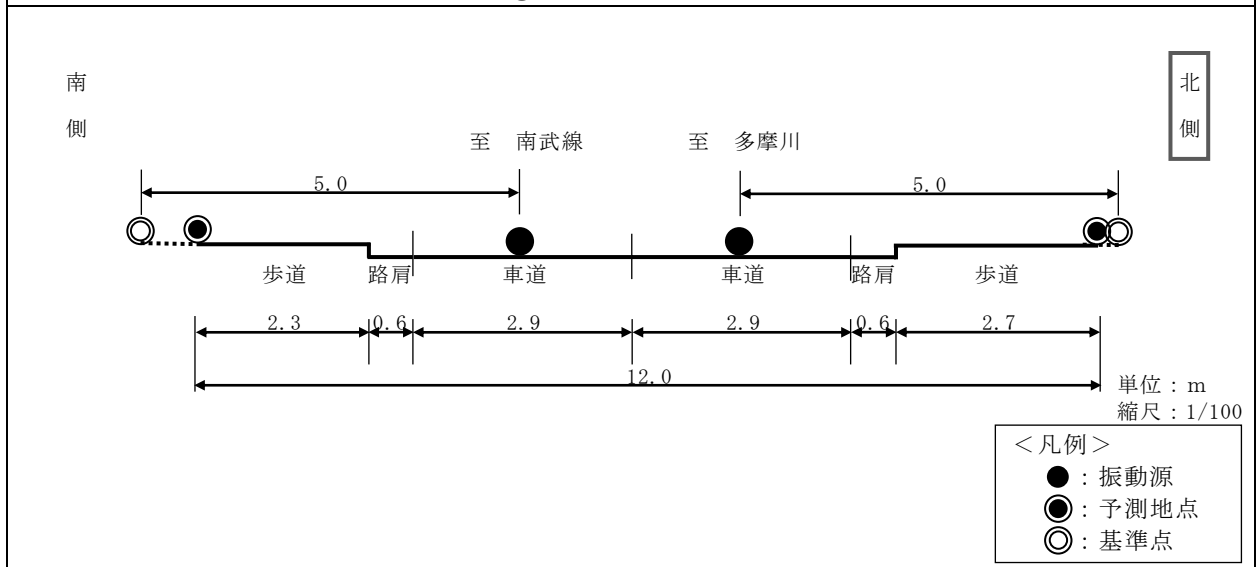 南側
北側
至 南武線
至 多摩川
5.0
5.0
歩道
路肩
車道
車道
路肩
歩道
2.3
0.6
2.9
2.9
0.6
2.7
12.0
単位：m
縮尺：1/100
＜凡例＞
：振動源
：予測地点
：基準点